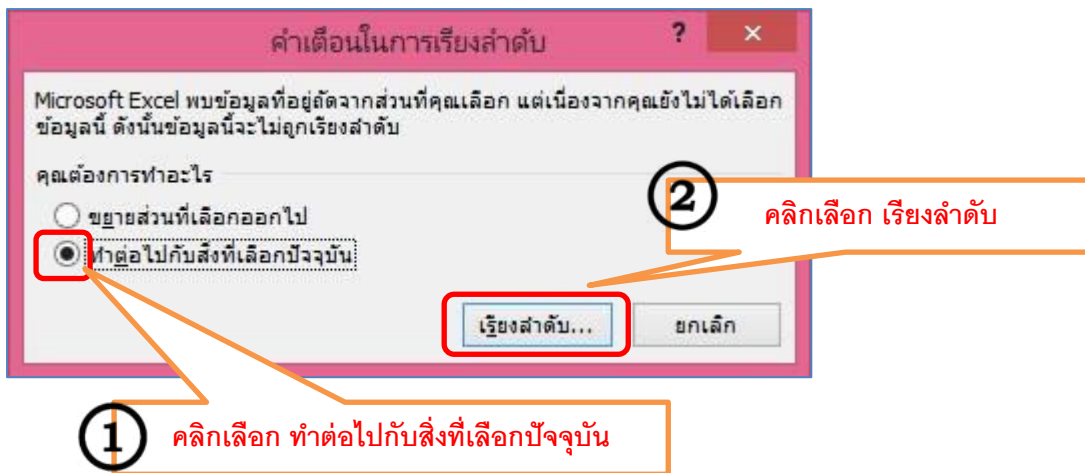 คำเตือนในการเรียงลำดับ
? ×
Microsoft Excel พบข้อมูลที่อยู่ถัดจากส่วนที่คุณเลือก แต่เนื่องจากคุณยังไม่ได้เลือก
ข้อมูลนี้ ดังนั้นข้อมูลนี้จะไม่ถูกเรียงลำดับ
คุณต้องการทำอะไร
ขยายส่วนที่เลือกออกไป
ทำต่อไปกับสิ่งที่เลือกปัจจุบัน
เรียงลำดับ...
ยกเลิก
2
คลิกเลือก เรียงลำดับ
1
คลิกเลือก ทำต่อไปกับสิ่งที่เลือกปัจจุบัน